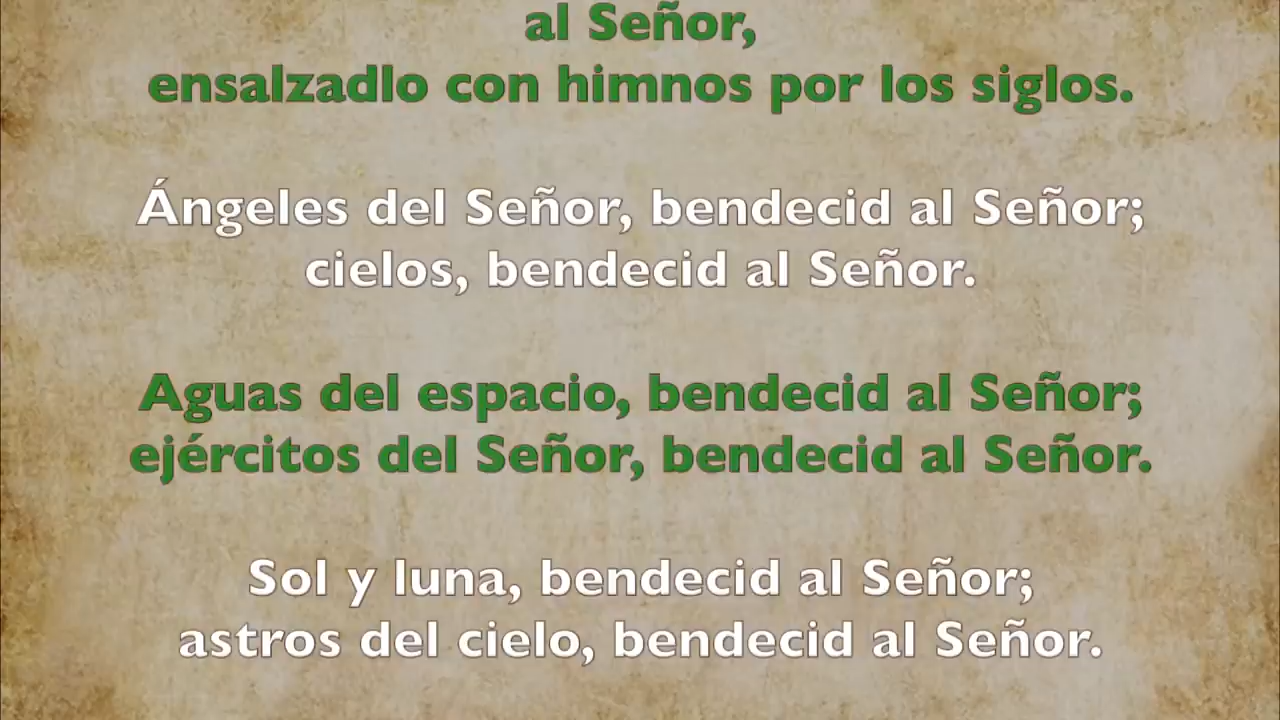 al Señor,
ensalzadlo con himnos por los siglos.
Ángeles del Señor, bendecid al Señor;
cielos, bendecid al Señor.
Aguas del espacio, bendecid al Señor;
ejércitos del Señor, bendecid al Señor.
Sol y luna, bendecid al Señor;
astros del cielo, bendecid al Señor.